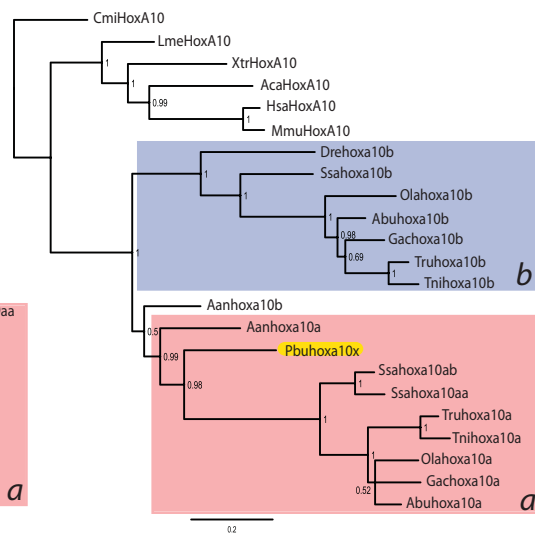 CmiHoxA10
LmeHoxA10
1
XtrHoxA10
1
AcaHoxA10
0.99
HsaHoxA10
1
MmuHoxA10
Drehoxa10b
1
Ssahoxa10b
1
Olahoxa10b
1
Abuhoxa10b
0.98
Gachoxa10b
0.69
Truhoxa10b
1
Tnihoxa10b
b
1
Aanhoxa10b
0.5
Aanhoxa10a
0.99
Pbuhoxa10x
0.98
Ssahoxa10ab
1
Ssahoxa10aa
1
Truhoxa10a
1
Tnihoxa10a
1
Olahoxa10a
Gachoxa10a
0.52
Abuhoxa10a
a
aa
a
0.2